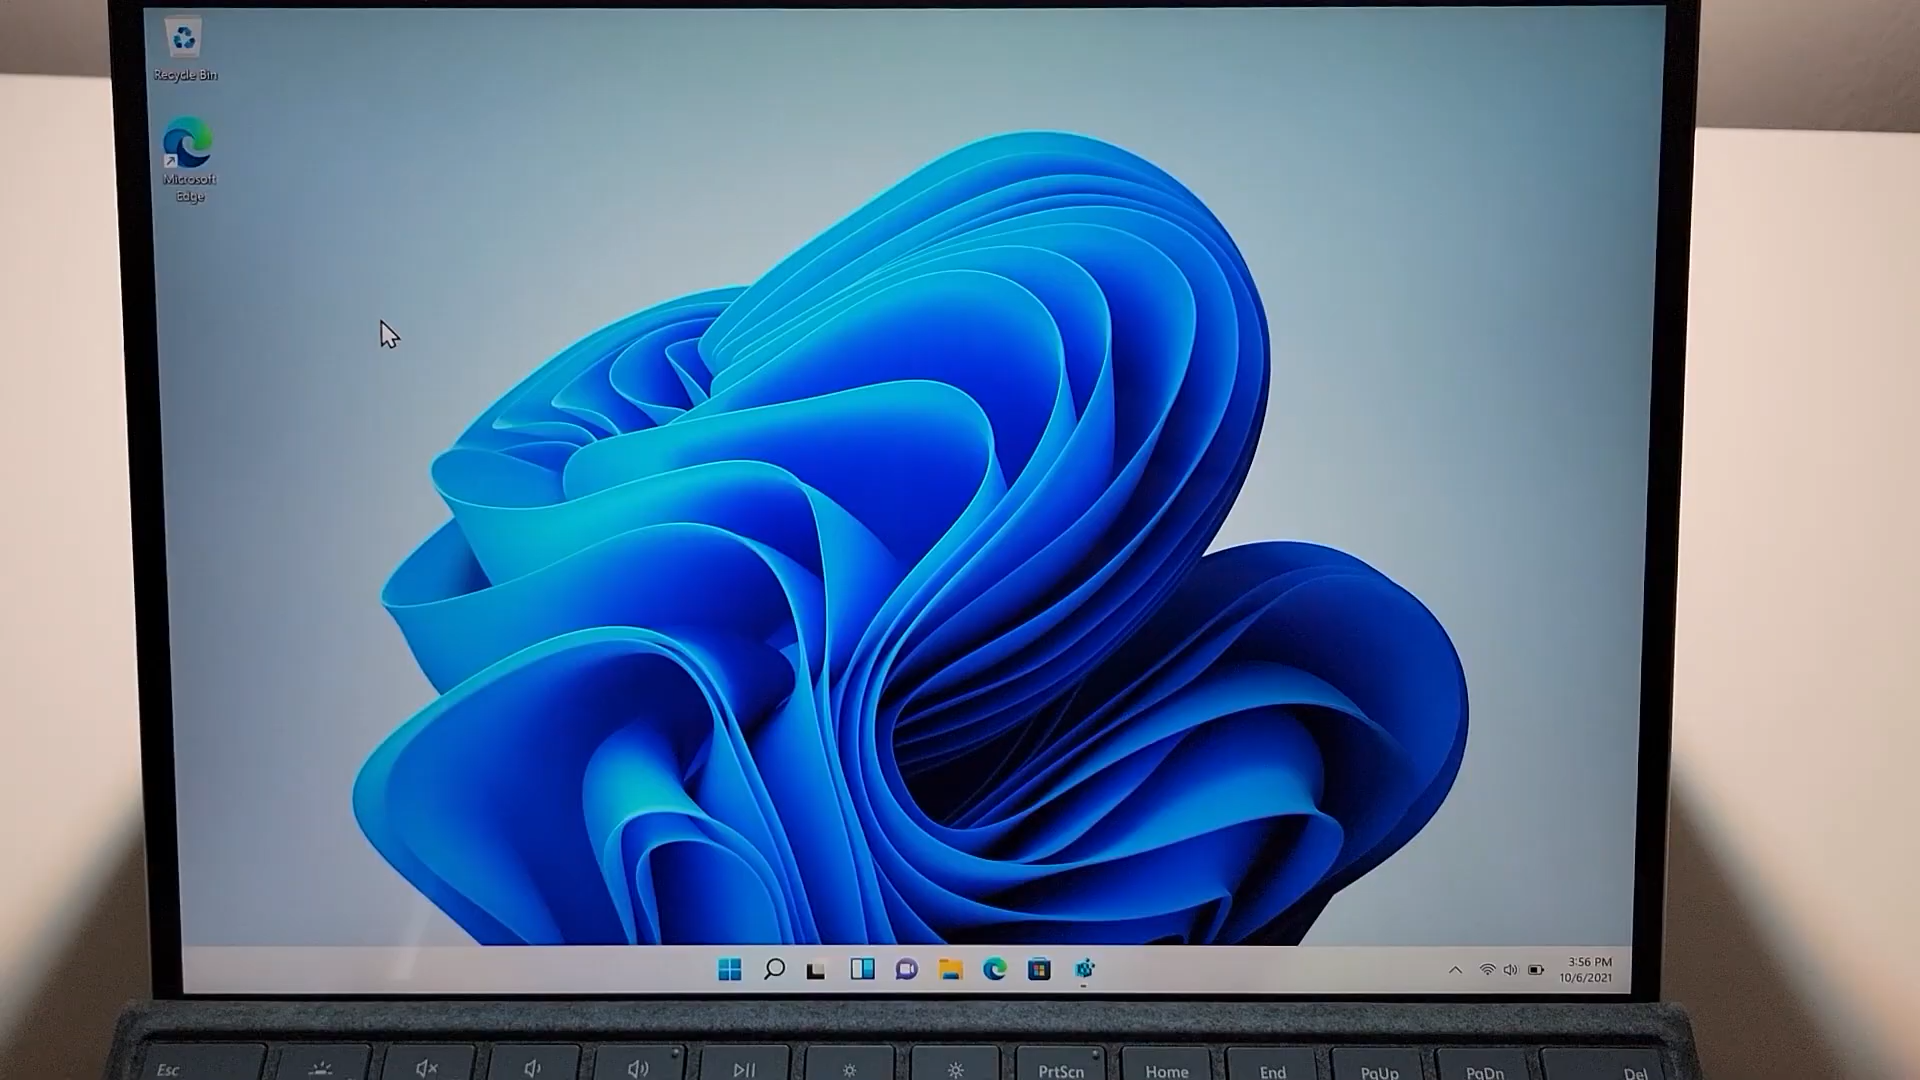 Recycle Bin
Microsoft
Edge
3:56 PM
10/6/2021
Esc
PrtScn
Home
End
PgUp
PgDn
Del